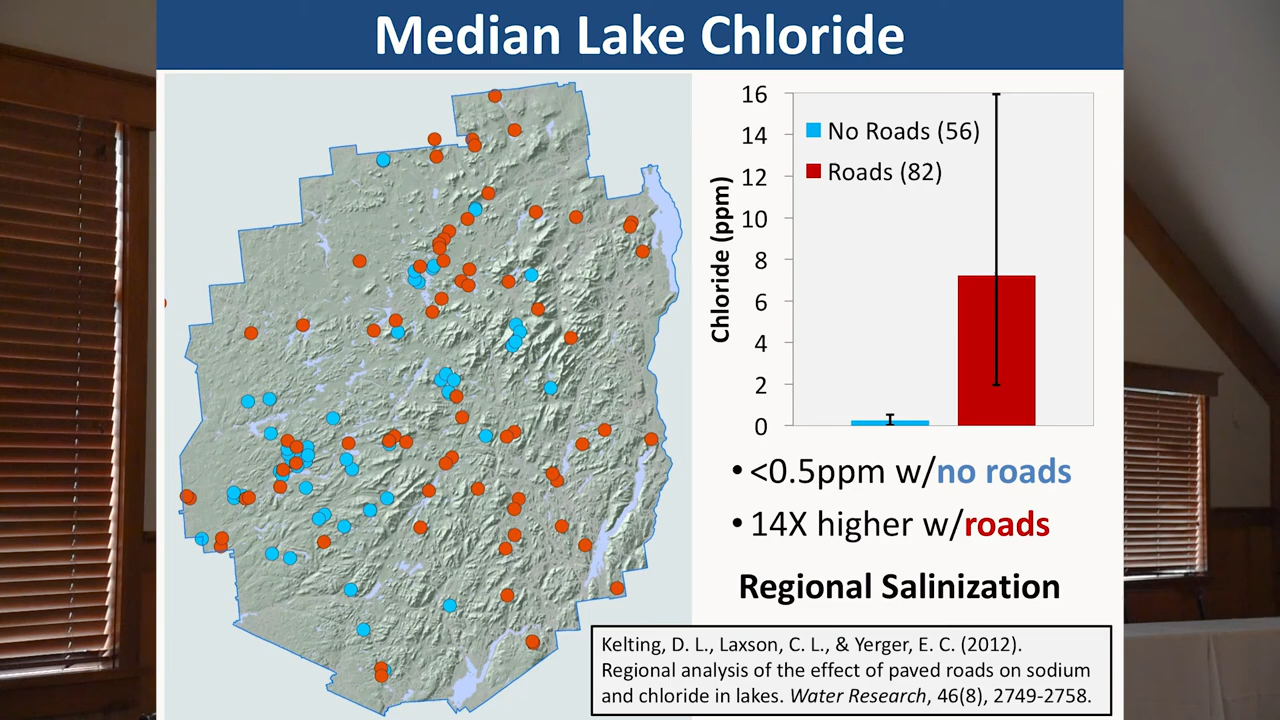 Median Lake Chloride
16
14
12
10
8
6
4
2
0
Chloride (ppm)
No Roads (56)
Roads (82)
• <0.5ppm w/no roads
• 14X higher w/roads
Regional Salinization
Kelting, D. L., Laxson, C. L., & Yerger, E. C. (2012).
Regional analysis of the effect of paved roads on sodium
and chloride in lakes. Water Research, 46(8), 2749-2758.